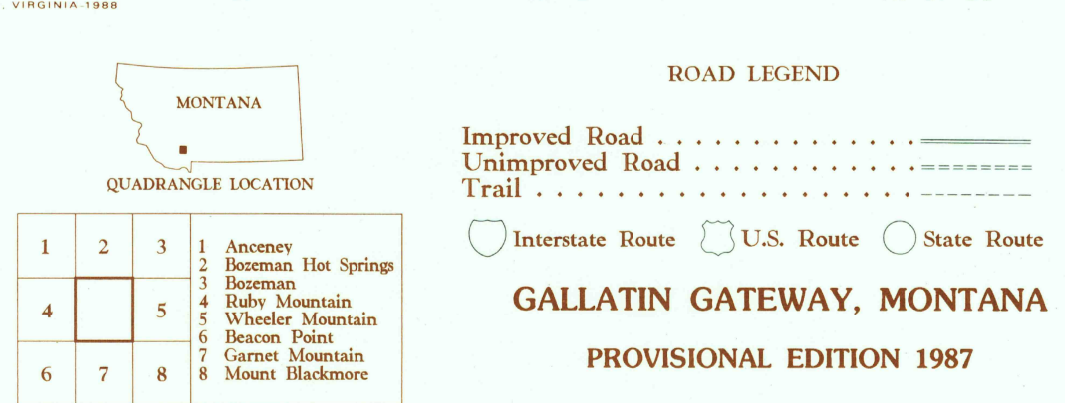 . VIRGINIA-1988
MONTANA
QUADRANGLE LOCATION
1 2 3
4 5
6 7 8
1 Anceney
2 Bozeman Hot Springs
3 Bozeman
4 Ruby Mountain
5 Wheeler Mountain
6 Beacon Point
7 Garnet Mountain
8 Mount Blackmore
ROAD LEGEND
Improved Road
Unimproved Road
Trail
Interstate Route U.S. Route State Route
GALLATIN GATEWAY, MONTANA
PROVISIONAL EDITION 1987